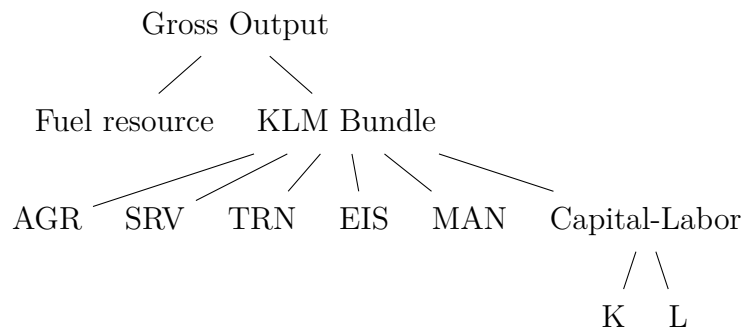 Gross Output
Fuel resource KLM Bundle
AGR SRV TRN EIS MAN Capital-Labor
K L